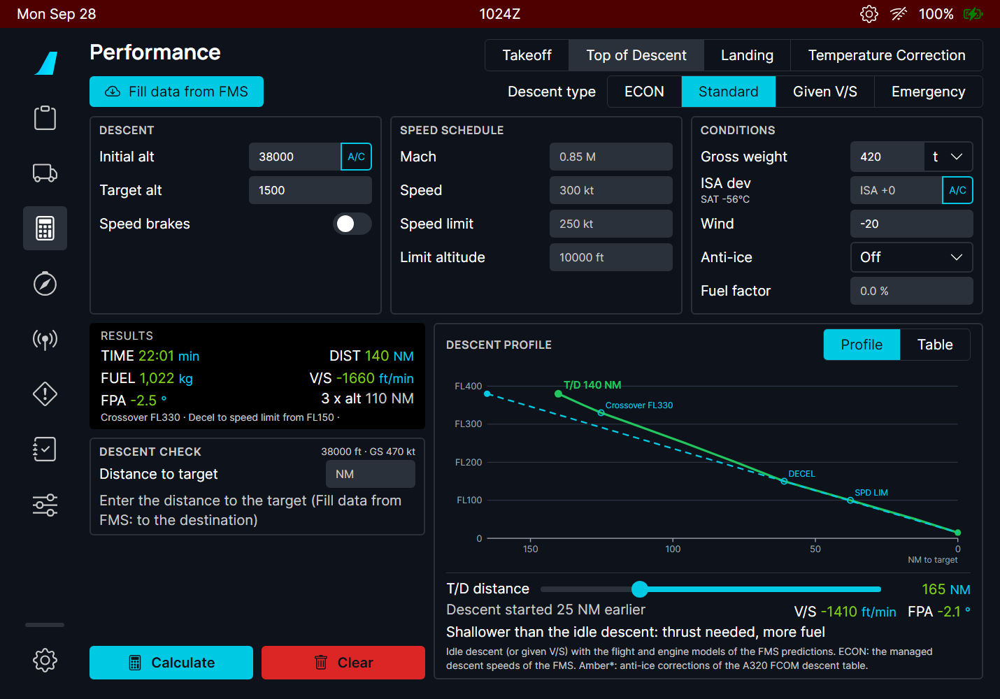 Mon Sep 28
1024Z
100%
Performance
Takeoff
Top of Descent
Landing
Temperature Correction
Fill data from FMS
Descent type
ECON
Standard
Given V/S
Emergency
DESCENT
Initial alt
38000
A/C
Target alt
1500
Speed brakes
SPEED SCHEDULE
Mach
0.85 M
Speed
300 kt
Speed limit
250 kt
Limit altitude
10000 ft
CONDITIONS
Gross weight
420
t
ISA dev
SAT -56°C
ISA +0
A/C
Wind
-20
Anti-ice
Off
Fuel factor
0.0 %
RESULTS
TIME 22:01 min
DIST 140 NM
FUEL 1,022 kg
V/S -1660 ft/min
FPA -2.5 °
3 x alt 110 NM
Crossover FL330 · Decel to speed limit from FL150 ·
DESCENT CHECK
38000 ft · GS 470 kt
Distance to target
NM
Enter the distance to the target (Fill data from
FMS: to the destination)
Calculate
Clear
DESCENT PROFILE
Profile
Table
FL400
FL300
FL200
FL100
0
T/D 140 NM
Crossover FL330
DECEL
SPD LIM
150
100
50
0
NM to target
T/D distance
165 NM
Descent started 25 NM earlier
V/S -1410 ft/min
FPA -2.1 °
Shallower than the idle descent: thrust needed, more fuel
Idle descent (or given V/S) with the flight and engine models of the FMS predictions. ECON: the managed
descent speeds of the FMS. Amber*: anti-ice corrections of the A320 FCOM descent table.